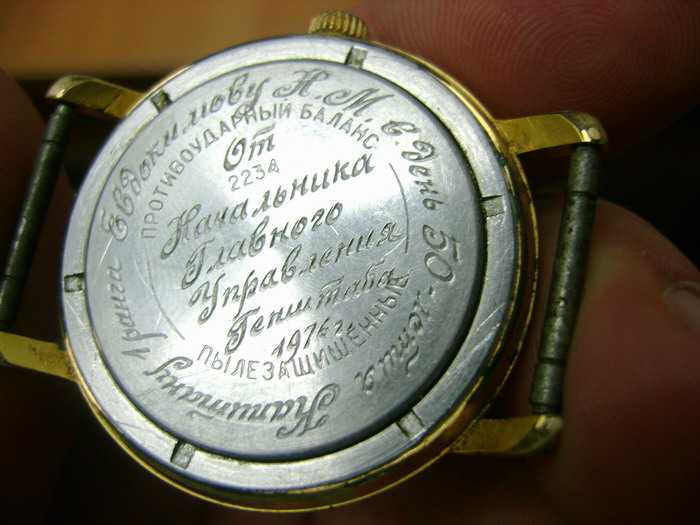 Капитану 1 ранга Евдокимову Н. М. в день 50-летия
ПРОТИВОУДАРНЫЙ БАЛАНС.
От
2234
Начальника
Главного
Управления
Генштаба
1976 г.
ПЫЛЕЗАЩИЩЕННЫЕ